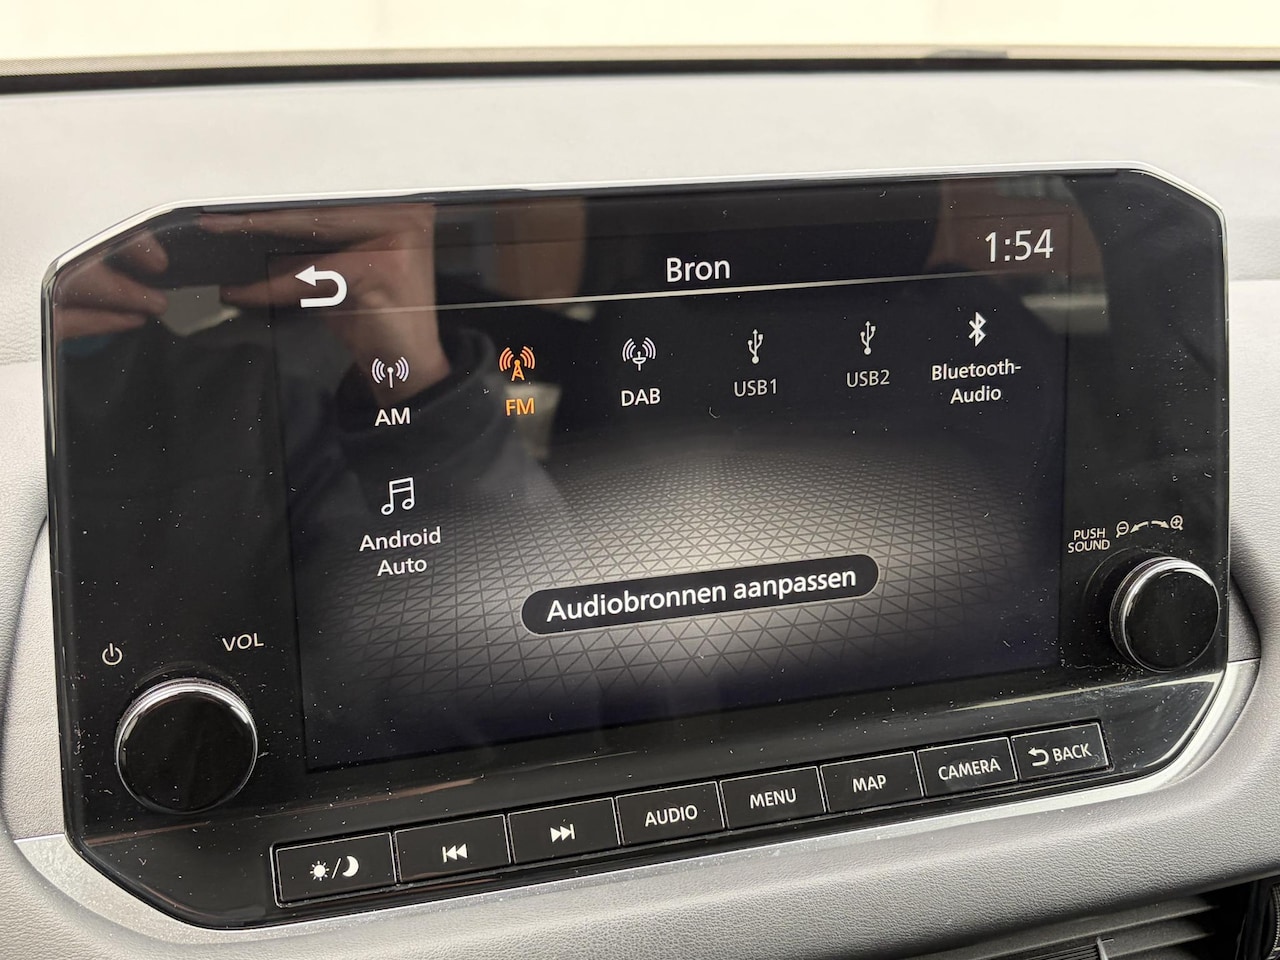 Bron
1:54
AM
FM
DAB
USB1
USB2
Bluetooth-
Audio
Android
Auto
Audiobronnen aanpassen
PUSH
SOUND
VOL
AUDIO
MENU
MAP
CAMERA
BACK